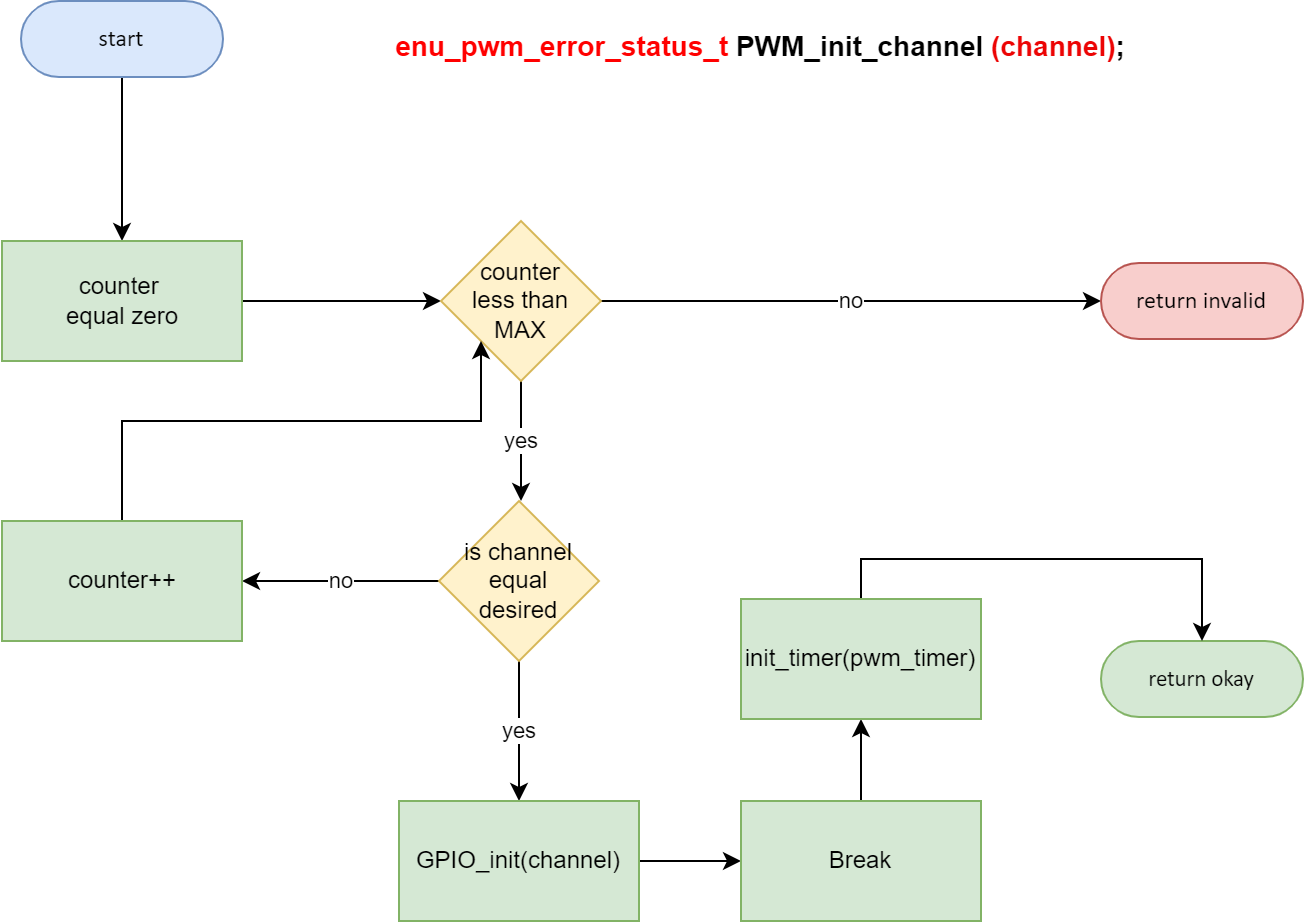 start
enu_pwm_error_status_t PWM_init_channel (channel);
counter
equal zero
counter
less than
MAX
no
return invalid
yes
counter++
no
is channel
equal
desired
init_timer(pwm_timer)
return okay
yes
GPIO_init(channel)
Break